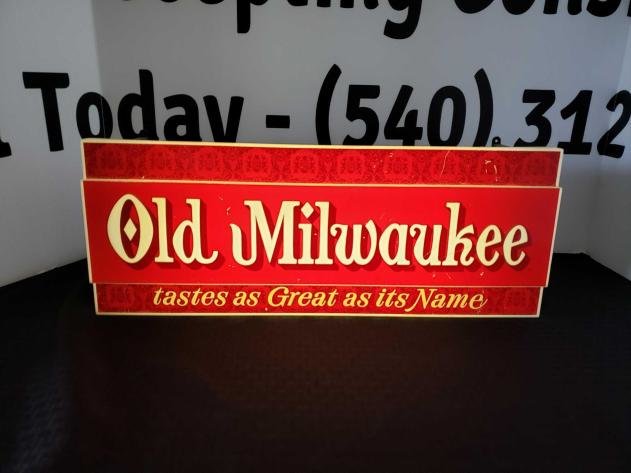 Today - (540) 312
Old Milwaukee
tastes as Great as its Name